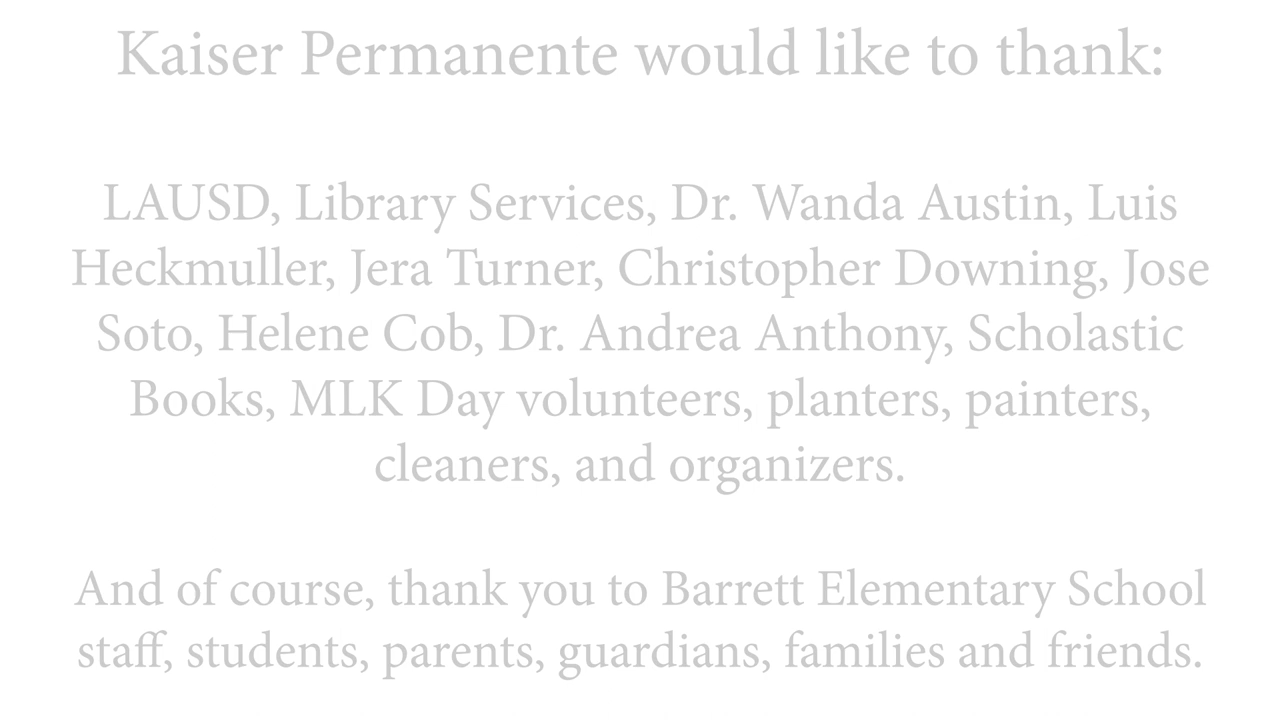 Kaiser Permanente would like to thank:
LAUSD, Library Services, Dr. Wanda Austin, Luis
Heckmuller, Jera Turner, Christopher Downing, Jose
Soto, Helene Cob, Dr. Andrea Anthony, Scholastic
Books, MLK Day volunteers, planters, painters,
cleaners, and organizers.
And of course, thank you to Barrett Elementary School
staff, students, parents, guardians, families and friends.